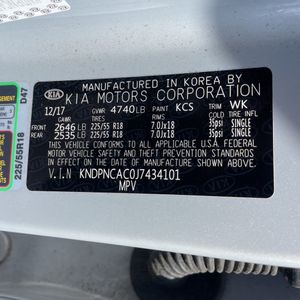 MANUFACTURED IN KOREA BY
KIA KIA MOTORS CORPORATION
12/17 GVWR 4740LB PAINT KCS TRIM WK
GAWR TIRES RIMS COLD TIRE INFL
FRONT 2646LB 225/55 R18 7.0Jx18 35psi SINGLE
REAR 2535LB 225/55 R18 7.0Jx18 35psi SINGLE
THIS VEHICLE CONFORMS TO ALL APPLICABLE U.S.A. FEDERAL
MOTOR VEHICLE SAFETY AND THEFT PREVENTION STANDARDS
IN EFFECT ON THE DATE OF MANUFACTURE
SHOWN ABOVE.
V.I.N KNDPNCAC0J7434101
MPV
D47
225/55R18